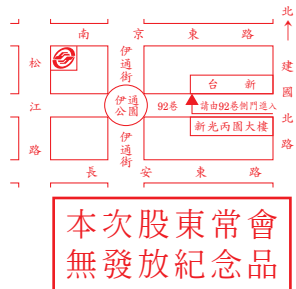 北
南京東路
松江路
伊通街
建國北路
台新
伊通
公園
92巷
請由92巷側門進入
新光丙園大樓
伊通街
長安東路
本次股東常會
無發放紀念品